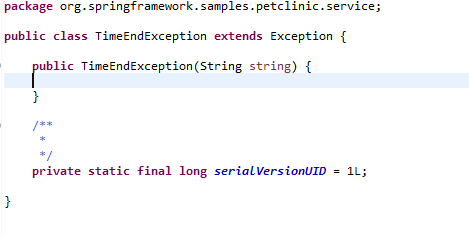 package org.springframework.samples.petclinic.service;
public class TimeEndException extends Exception {
public TimeEndException(String string) {
}
/**
*
*/
private static final long serialVersionUID = 1L;
}